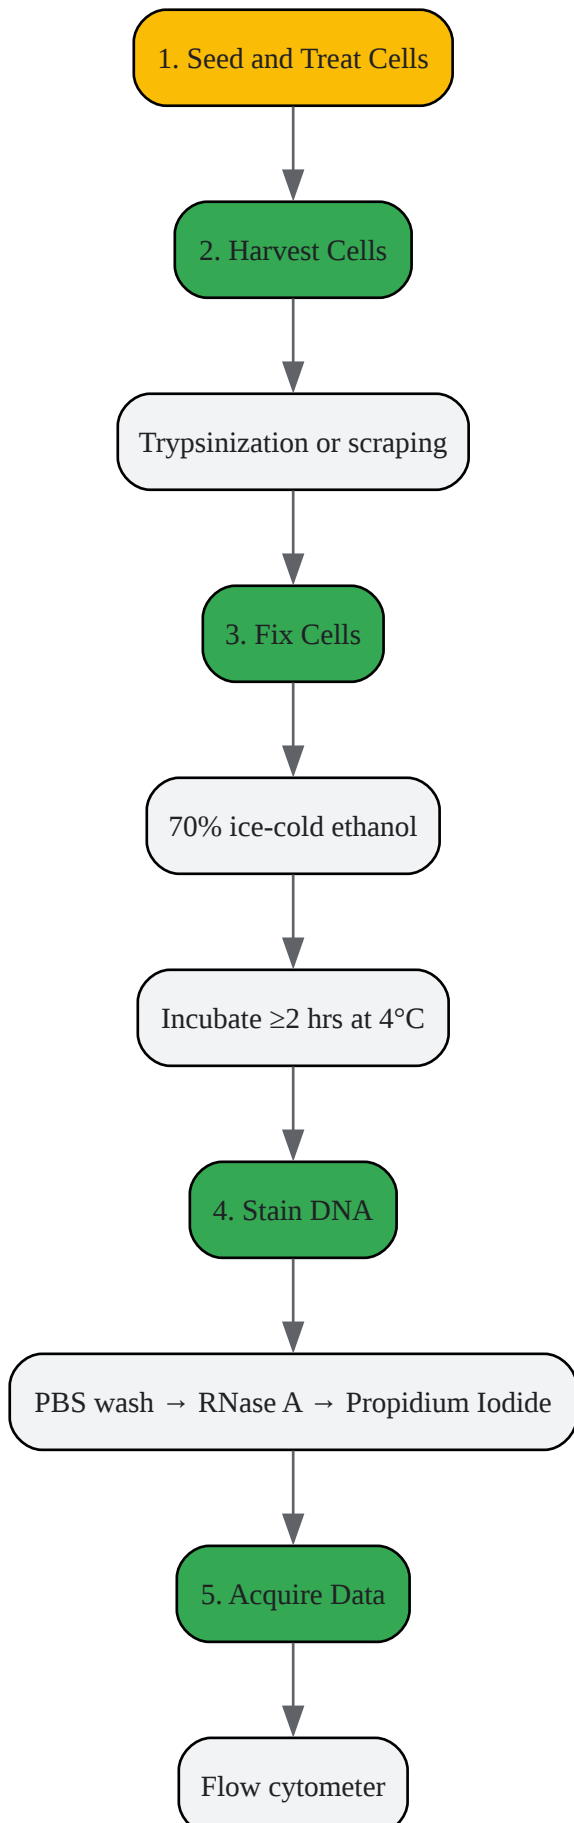 1. Seed and Treat Cells
2. Harvest Cells
Trypsinization or scraping
3. Fix Cells
70% ice-cold ethanol
Incubate ≥2 hrs at 4°C
4. Stain DNA
PBS wash → RNase A → Propidium Iodide
5. Acquire Data
Flow cytometer